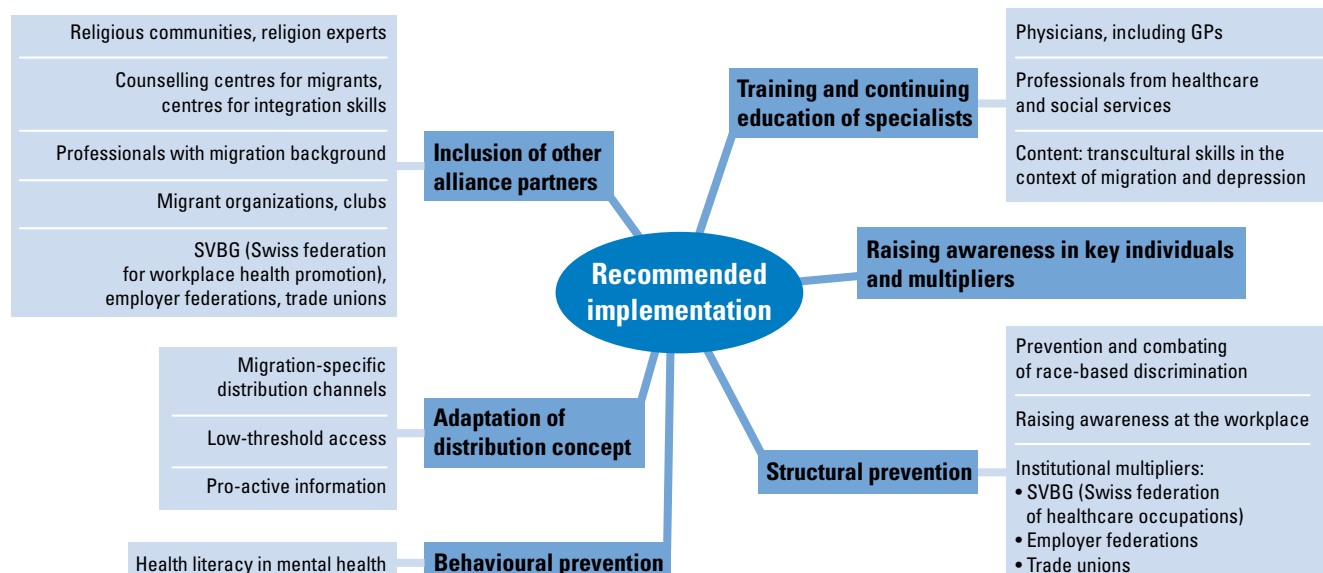 Religious communities, religion experts
Counselling centres for migrants,
centres for integration skills
Professionals with migration background
Migrant organizations, clubs
SVBG (Swiss federation
for workplace health promotion),
employer federations, trade unions
Inclusion of other
alliance partners
Migration-specific
distribution channels
Low-threshold access
Pro-active information
Adaptation of
distribution concept
Health literacy in mental health
Behavioural prevention
Recommended
implementation
Training and continuing
education of specialists
Physicians, including GPs
Professionals from healthcare
and social services
Content: transcultural skills in the
context of migration and depression
Raising awareness in key individuals
and multipliers
Structural prevention
Prevention and combating
of race-based discrimination
Raising awareness at the workplace
Institutional multipliers:
• SVBG (Swiss federation
of healthcare occupations)
• Employer federations
• Trade unions